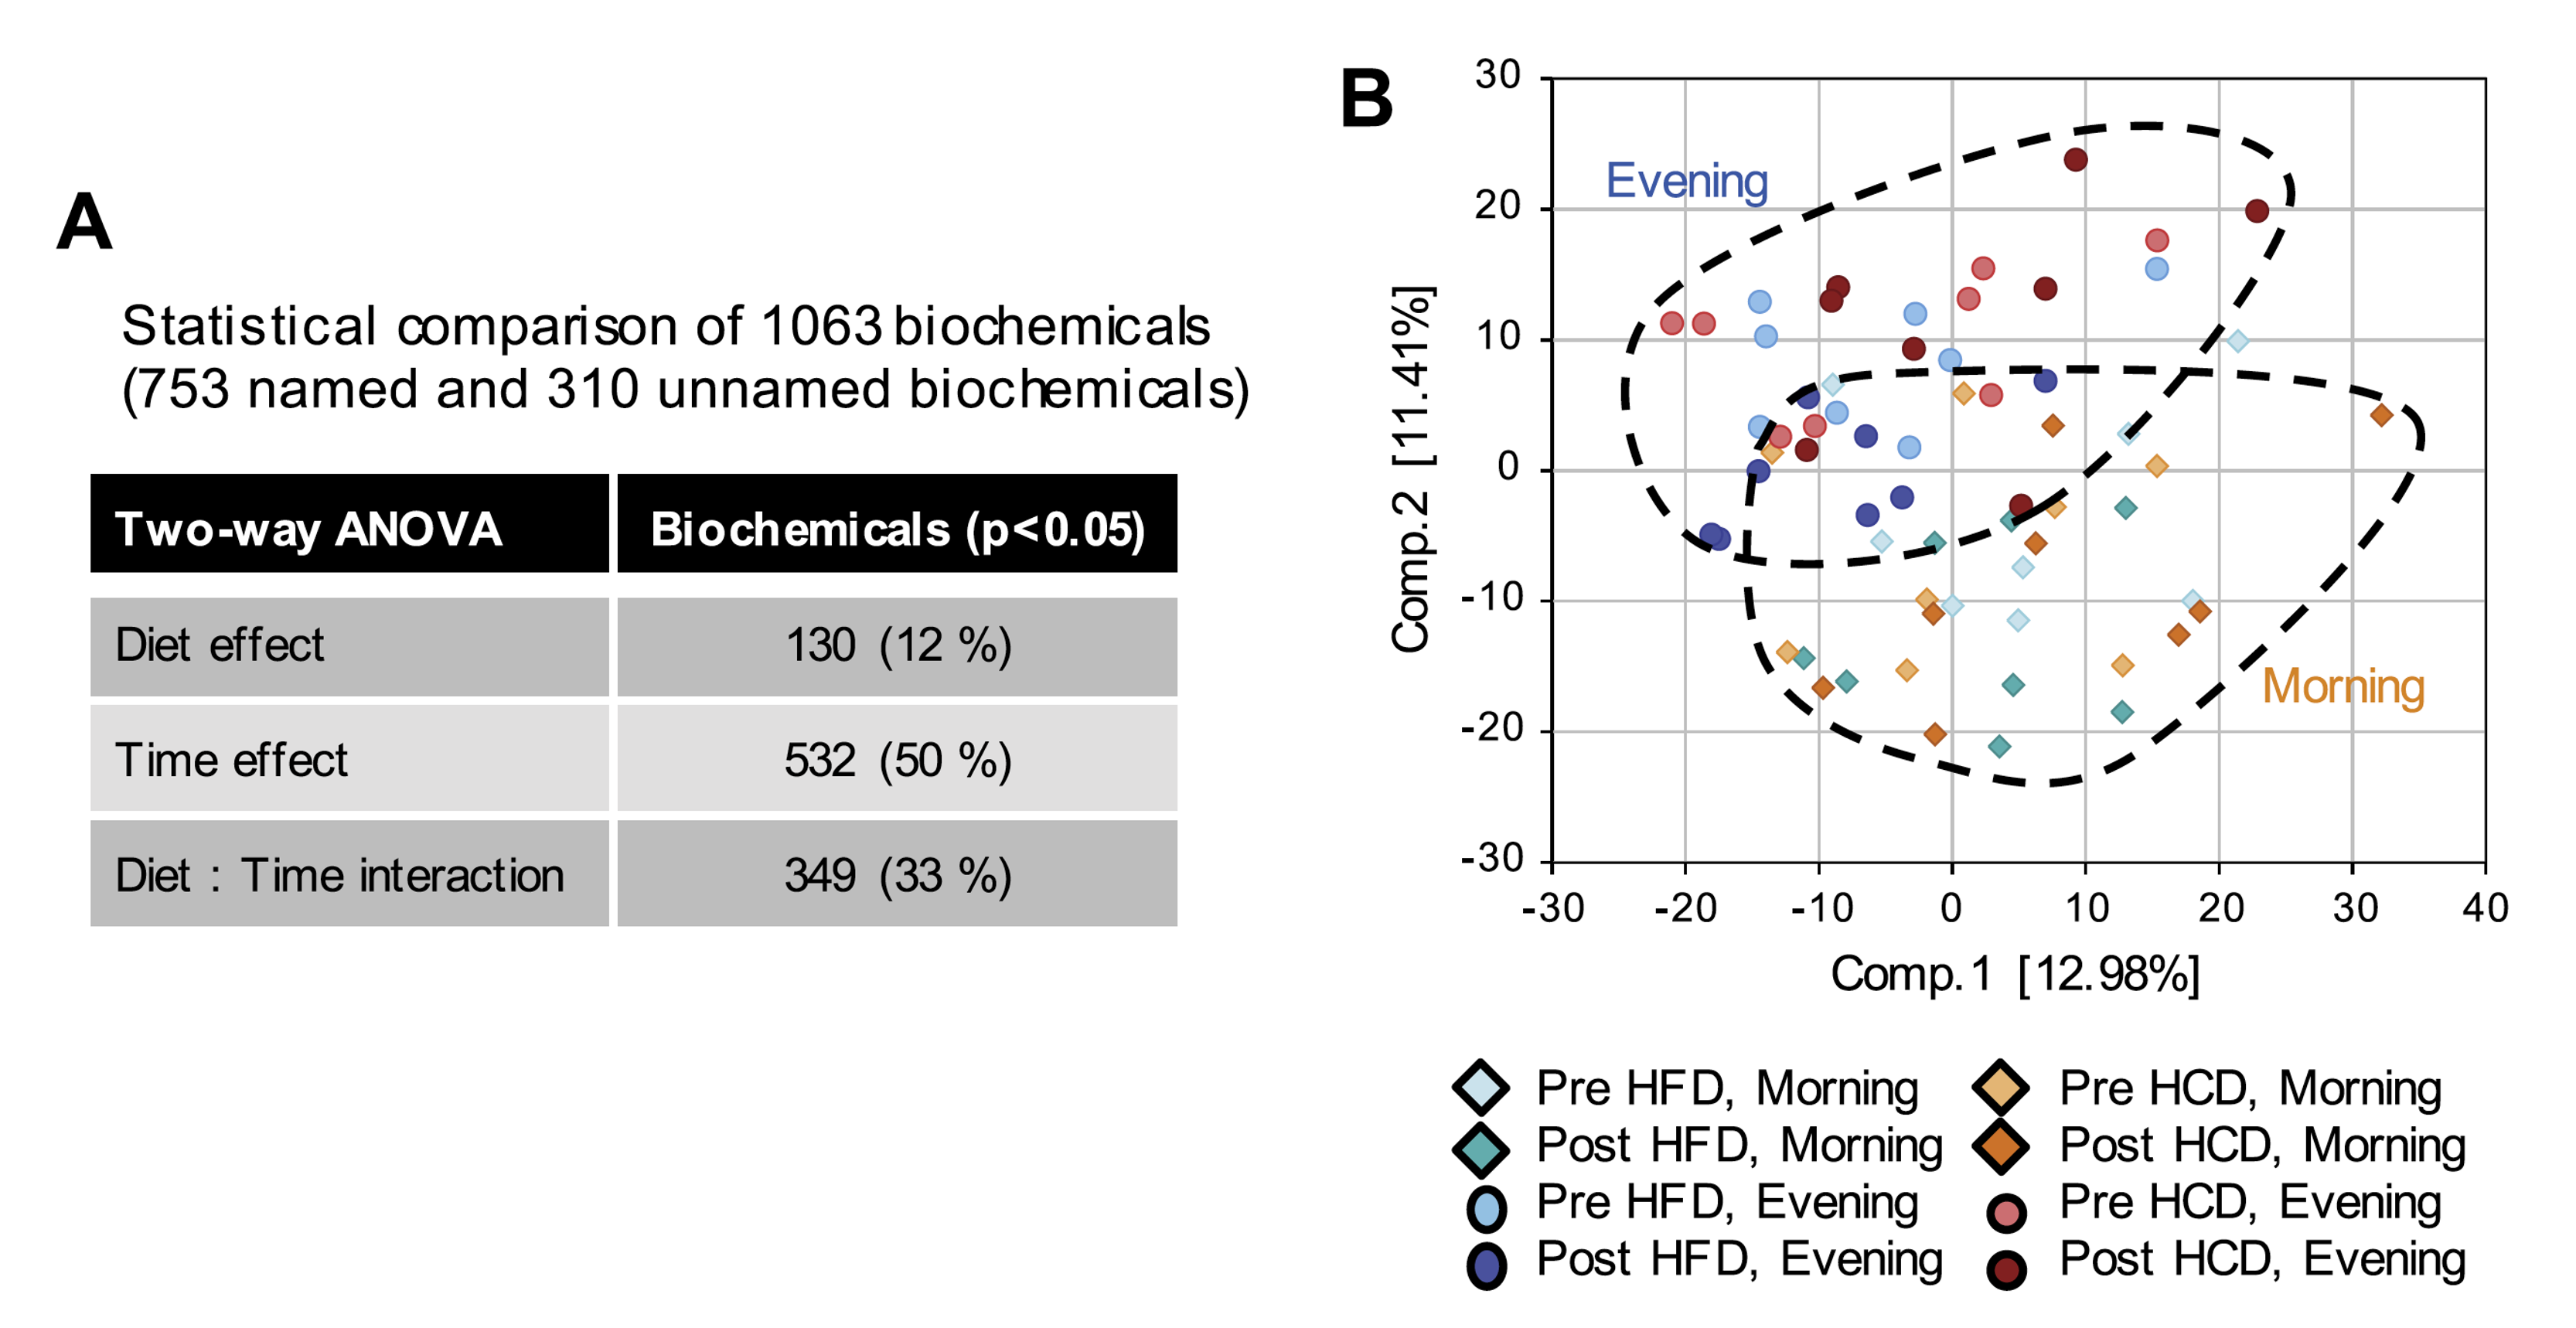 A
Statistical comparison of 1063 biochemicals
(753 named and 310 unnamed biochemicals)
Two-way ANOVA Biochemicals (p<0.05)
Diet effect 130 (12 %)
Time effect 532 (50 %)
Diet : Time interaction 349 (33 %)
B
30
20
10
0
-10
-20
-30
Comp.2 [11.41%]
Evening
Morning
-30 -20 -10 0 10 20 30 40
Comp.1 [12.98%]
Pre HFD, Morning Pre HCD, Morning
Post HFD, Morning Post HCD, Morning
Pre HFD, Evening Pre HCD, Evening
Post HFD, Evening Post HCD, Evening